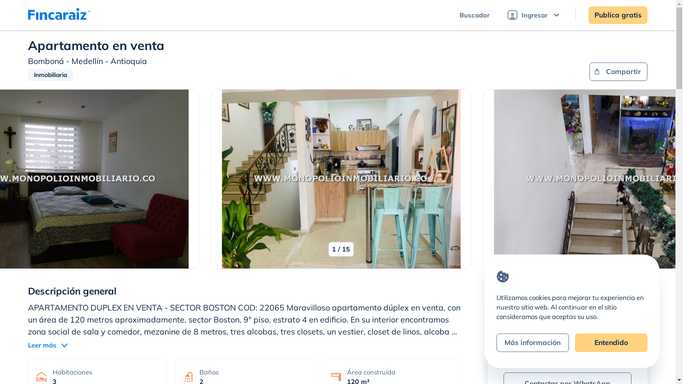 Fincaraiz
Buscador
Ingresar
Publica gratis
Apartamento en venta
Bomboná - Medellín - Antioquia
Inmobiliaria
Compartir
WWW.MONOPOLIOINMOBILIARIO.CO
WWW.MONOPOLIOINMOBILIARIO.COM
WWW.MONOPOLIOINMOB
1 / 15
Descripción general
APARTAMENTO DUPLEX EN VENTA - SECTOR BOSTON COD: 22065 Maravilloso apartamento dúplex en venta, con
un área de 120 metros aproximadamente, sector Boston, 9° piso, estrato 4 en edificio. En su interior encontramos
zona social de sala y comedor, mezanine de 8 metros, tres alcobas, tres closets, un vestier, closet de linos, alcoba ...
Leer más
Habitaciones
3
Baños
2
Área construida
120 m²
Utilizamos cookies para mejorar tu experiencia en
nuestro sitio web. Al continuar en el sitio
consideramos que aceptas su uso.
Más información
Entendido
Contactar por WhatsApp